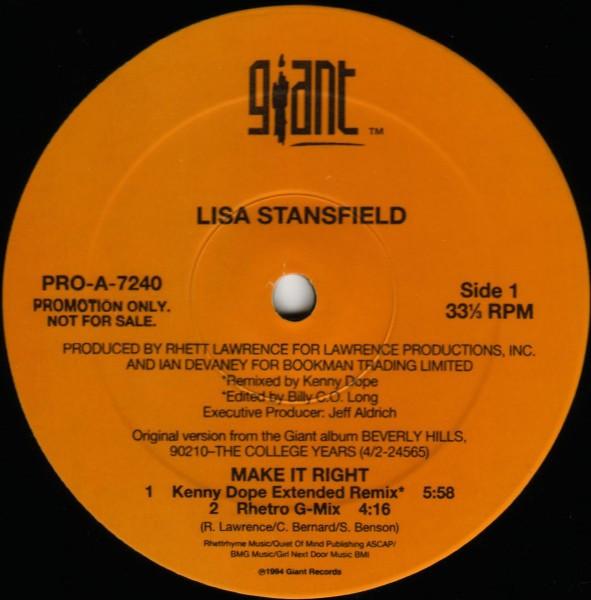 giant ™
LISA STANSFIELD
PRO-A-7240
PROMOTION ONLY.
NOT FOR SALE.
Side 1
33⅓ RPM
PRODUCED BY RHETT LAWRENCE FOR LAWRENCE PRODUCTIONS, INC.
AND IAN DEVANEY FOR BOOKMAN TRADING LIMITED
*Remixed by Kenny Dope
*Edited by Billy C.O. Long
Executive Producer: Jeff Aldrich
Original version from the Giant album BEVERLY HILLS,
90210–THE COLLEGE YEARS (4/2-24565)
MAKE IT RIGHT
1 Kenny Dope Extended Remix* 5:58
2 Rhetro G-Mix 4:16
(R. Lawrence/C. Bernard/S. Benson)
Rhettrhyme Music/Quiet Of Mind Publishing ASCAP/
BMG Music/Girl Next Door Music BMI
℗1994 Giant Records